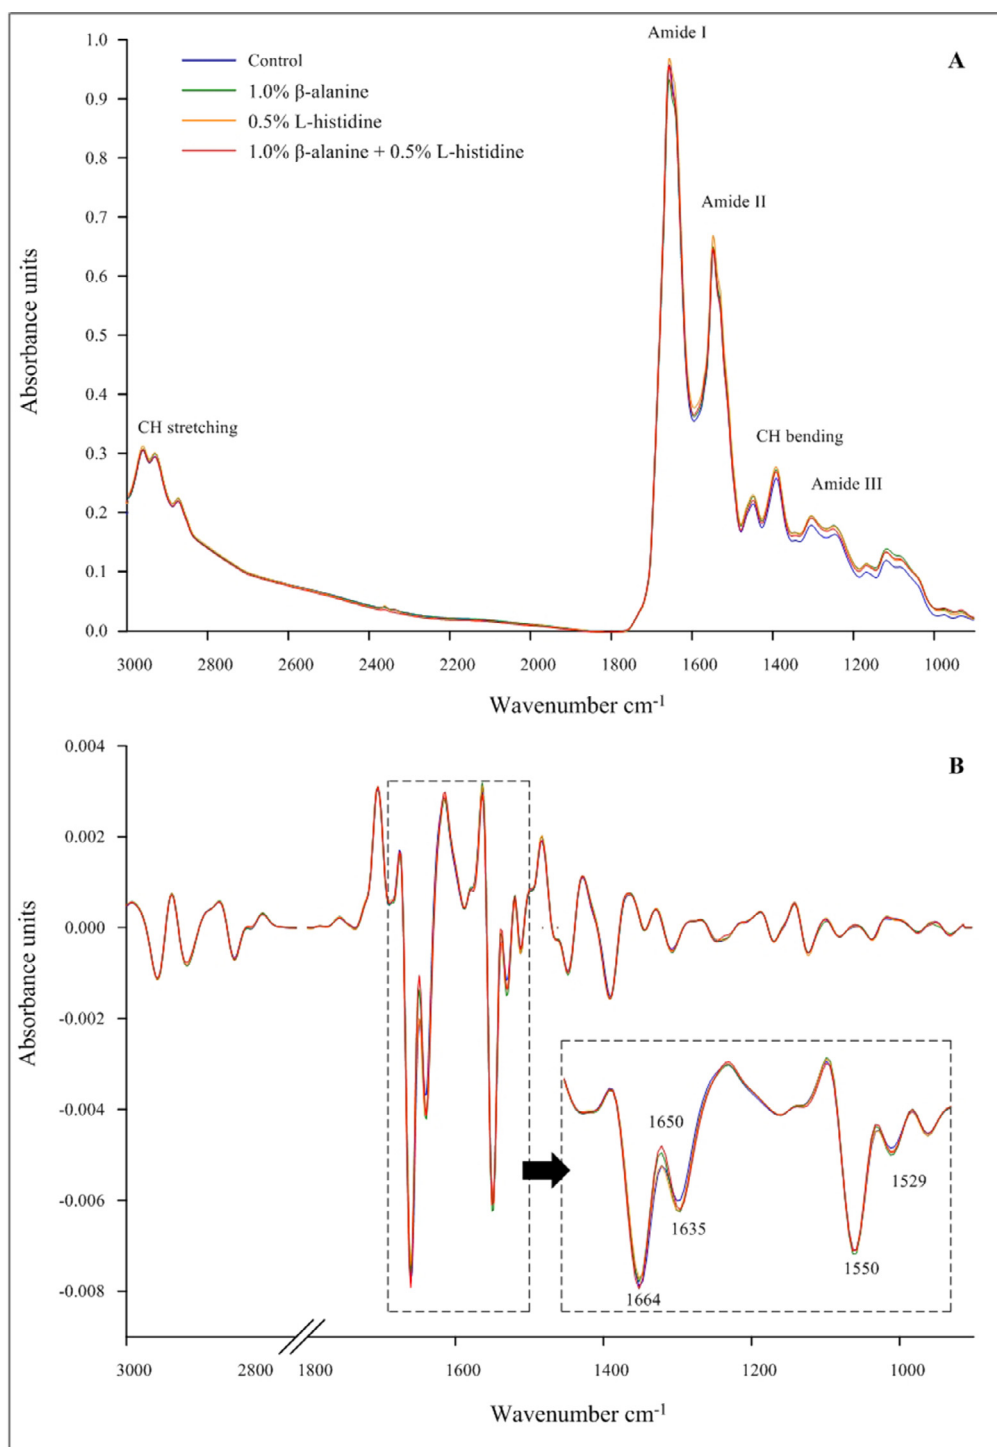 Amide I
A
1.0
Control
0.9
1.0% β-alanine
0.5% L-histidine
0.8
1.0% β-alanine + 0.5% L-histidine
0.7
Amide II
0.6
0.5
0.4
CH stretching
CH bending
0.3
Amide III
0.2
0.1
0.0
Absorbance units
3000 2800 2600 2400 2200 2000 1800 1600 1400 1200 1000
Wavenumber cm-1
0.004
B
0.002
0.000
-0.002
-0.004
-0.006
-0.008
Absorbance units
1650
1635
1529
1550
1664
3000 2800 1800 1600 1400 1200 1000
Wavenumber cm-1